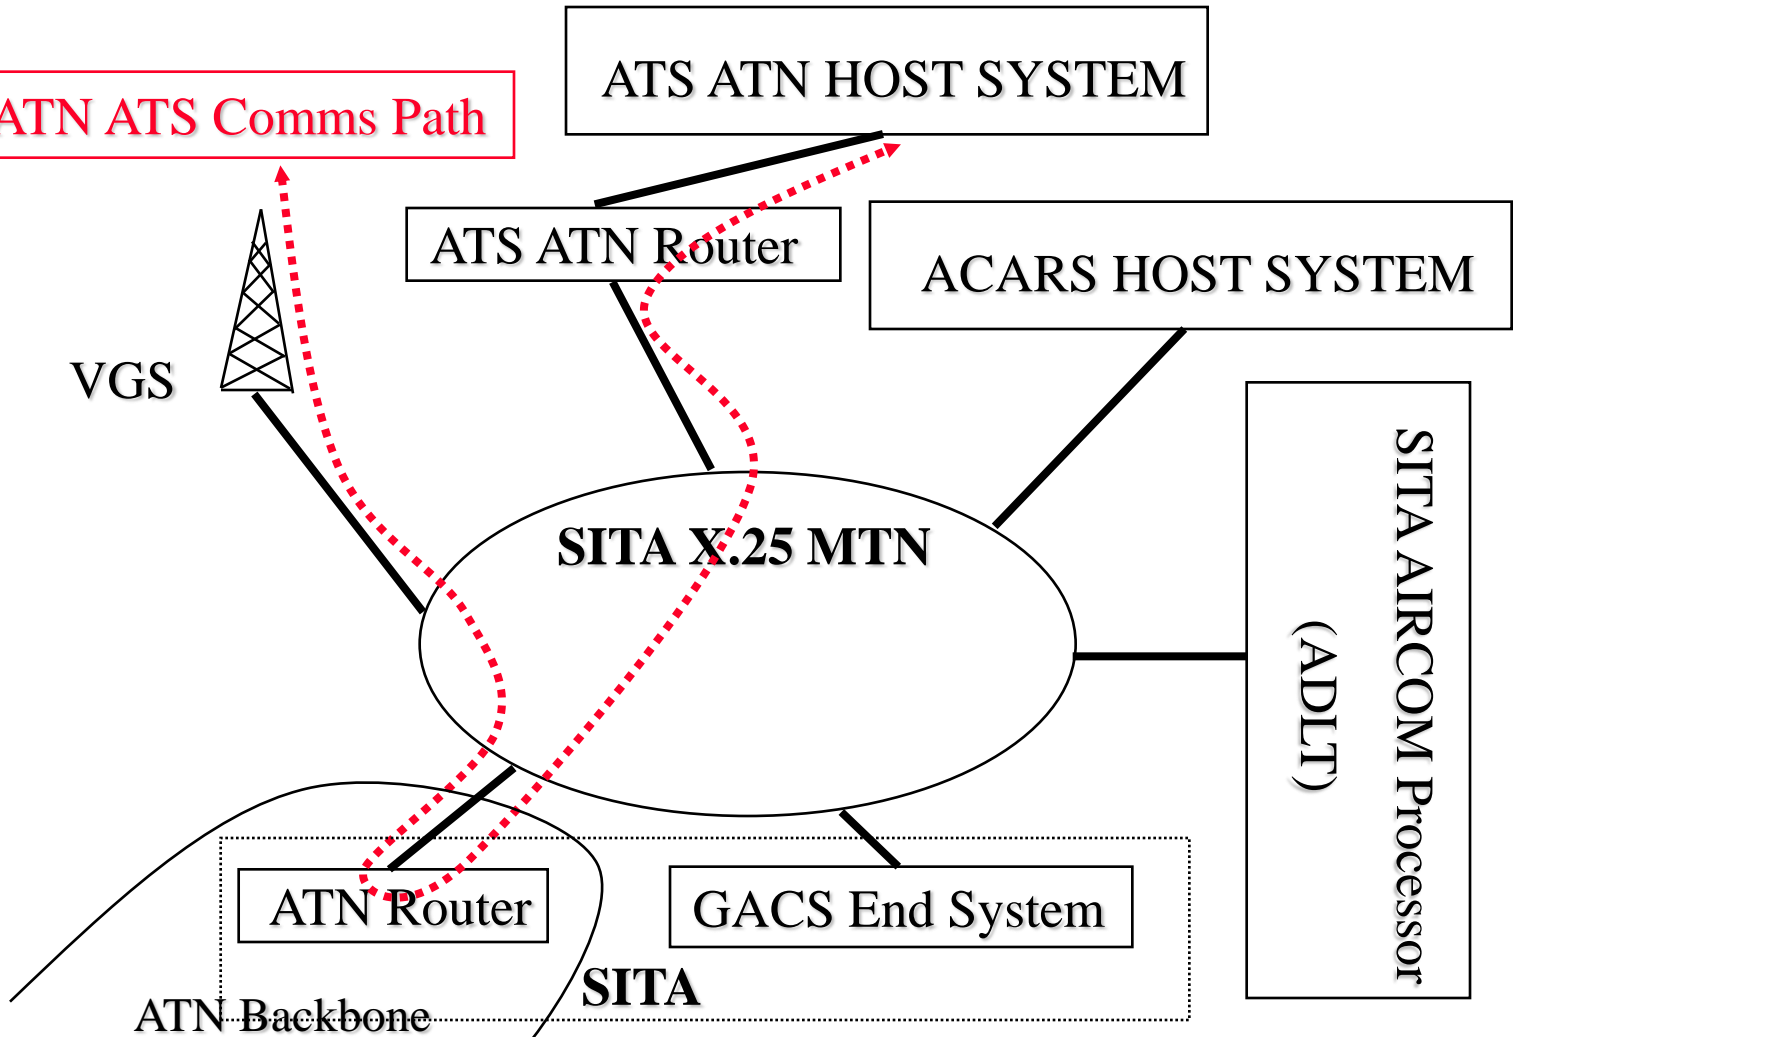 ATS ATN HOST SYSTEM
ATN ATS Comms Path
ATS ATN Router
ACARS HOST SYSTEM
VGS
SITA X.25 MTN
SITA AIRCOM Processor
(ADLT)
ATN Router
GACS End System
SITA
ATN Backbone